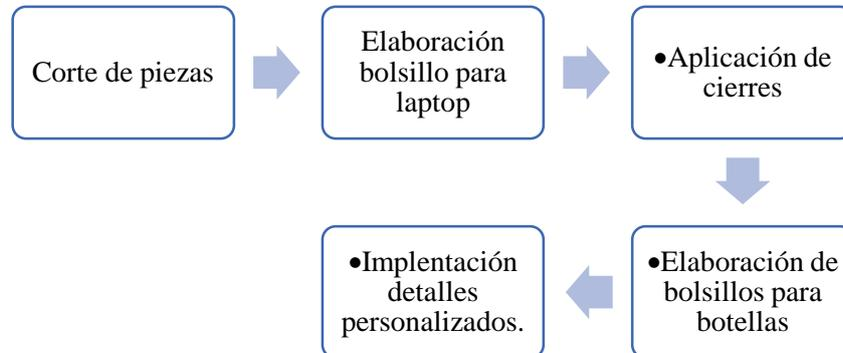 Corte de piezas
Elaboración
bolsillo para
laptop
•Aplicación de
cierres
•Elaboración de
bolsillos para
botellas
•Implentación
detalles
personalizados.